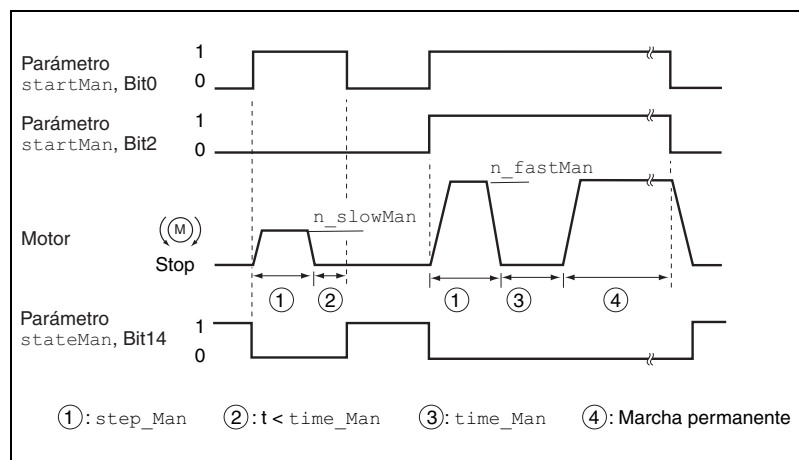 Parámetro
startMan, Bit0
1
0
Parámetro
startMan, Bit2
1
0
n_fastMan
n_slowMan
Motor
M
Stop
1
2
1
3
4
Parámetro
stateMan, Bit14
1
0
1: step_Man
2: t < time_Man
3: time_Man
4: Marcha permanente